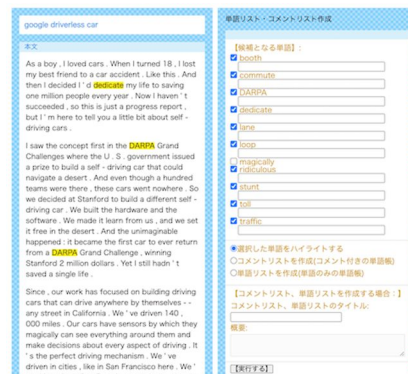 google driverless car
本文
As a boy , I loved cars . When I turned 18 , I lost
my best friend to a car accident . Like this . And
then I decided I ' d dedicate my life to saving
one million people every year . Now I haven ' t
succeeded , so this is just a progress report ,
but I ' m here to tell you a little bit about self -
driving cars .
I saw the concept first in the DARPA Grand
Challenges where the U . S . government issued
a prize to build a self - driving car that could
navigate a desert . And even though a hundred
teams were there , these cars went nowhere . So
we decided at Stanford to build a different self -
driving car . We built the hardware and the
software . We made it learn from us , and we set
it free in the desert . And the unimaginable
happened : it became the first car to ever return
from a DARPA Grand Challenge , winning
Stanford 2 million dollars . Yet I still hadn ' t
saved a single life .
Since , our work has focused on building driving
cars that can drive anywhere by themselves - -
any street in California . We ' ve driven 140 ,
000 miles . Our cars have sensors by which they
magically can see everything around them and
make decisions about every aspect of driving . It
' s the perfect driving mechanism . We ' ve
driven in cities , like in San Francisco here . We '
単語リスト・コメントリスト作成
【候補となる単語】:
booth
commute
DARPA
dedicate
lane
loop
magically
ridiculous
stunt
toll
traffic
選択した単語をハイライトする
コメントリストを作成(コメント付きの単語帳)
単語リストを作成(単語のみの単語帳)
【コメントリスト、単語リストを作成する場合：】
コメントリスト、単語リストのタイトル:
概要:
【実行する】